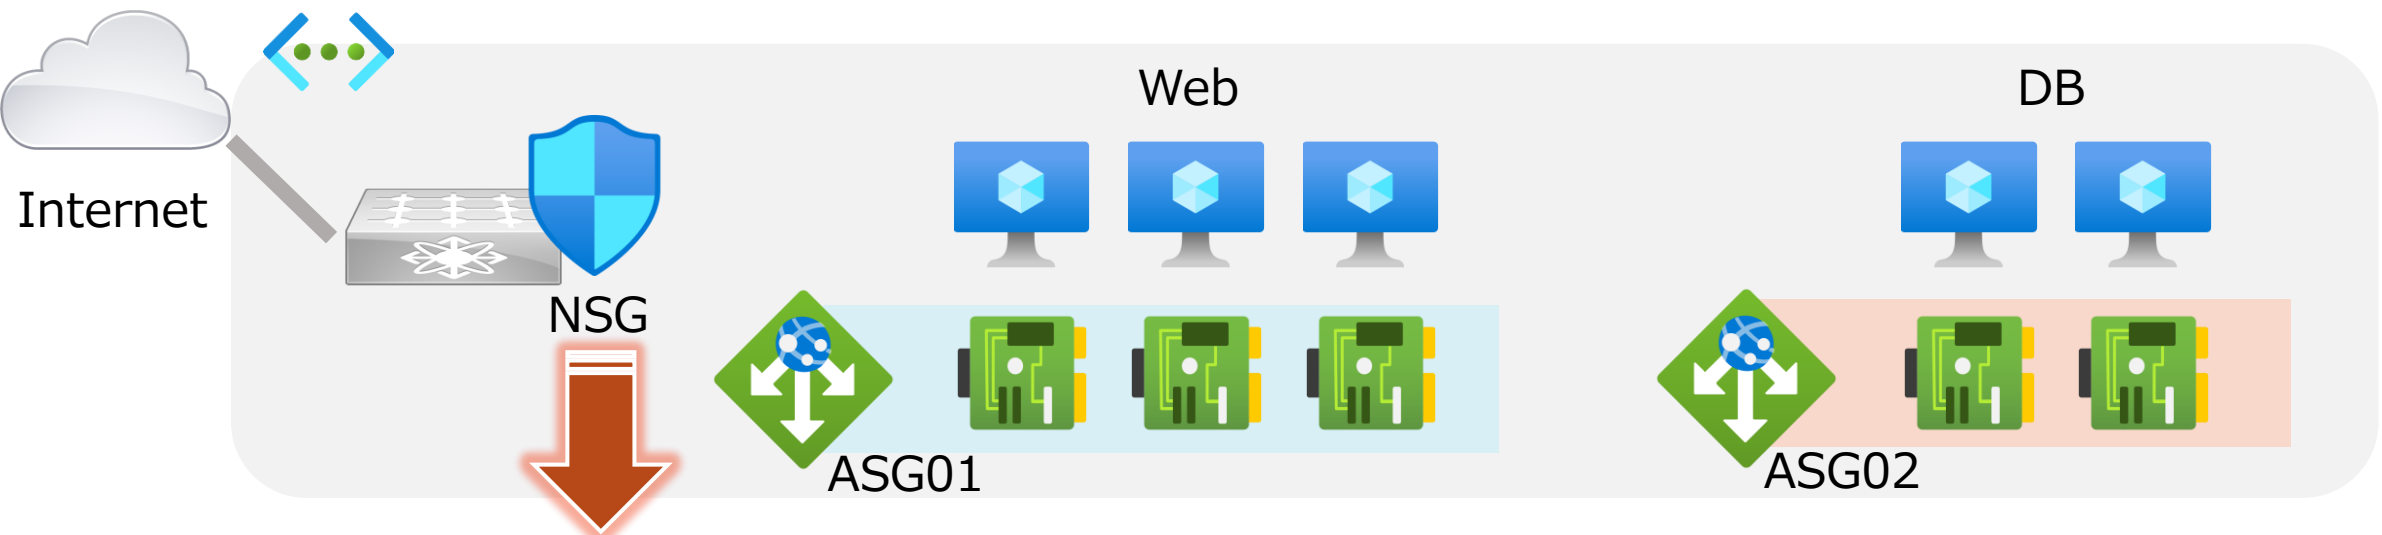 Internet
NSG
Web
ASG01
DB
ASG02